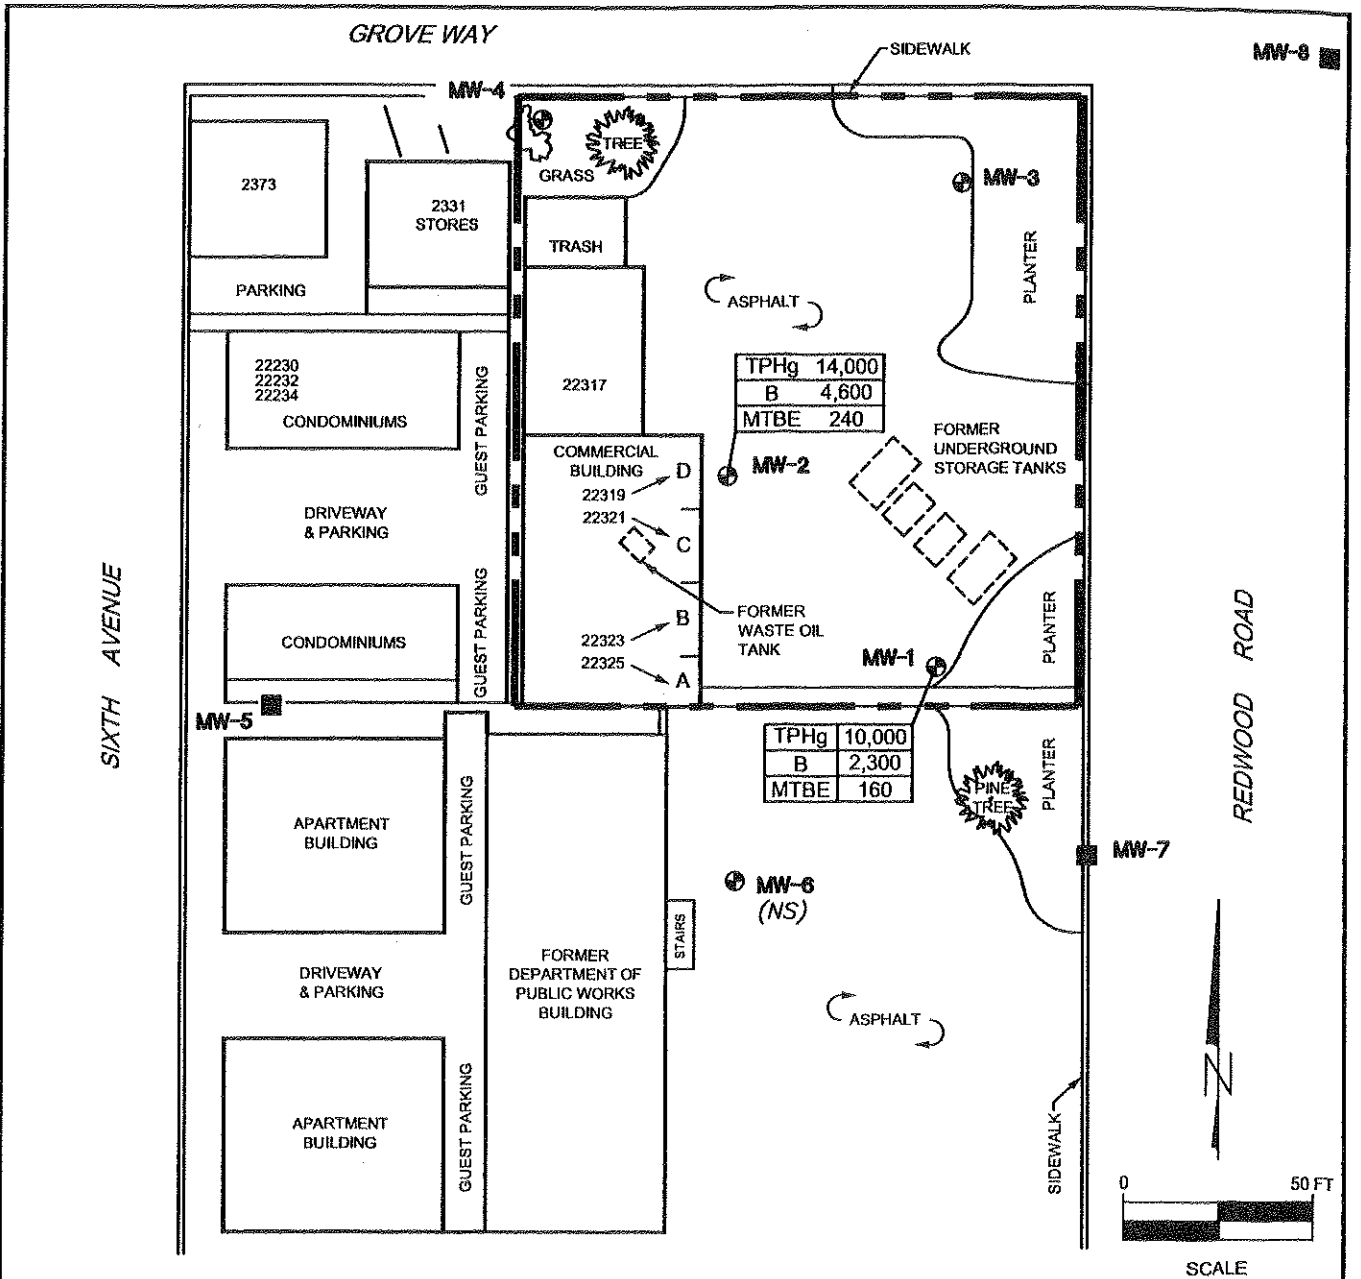 GROVE WAY
SIDEWALK
MW-8
MW-4
TREE
GRASS
MW-3
2373
2331
STORES
TRASH
PLANTER
PARKING
ASPHALT
22230
22232
22234
CONDOMINIUMS
GUEST PARKING
22317
TPHg 14,000
B 4,600
MTBE 240
FORMER
UNDERGROUND
STORAGE TANKS
COMMERCIAL
BUILDING
D
22319
MW-2
22321
C
DRIVEWAY
& PARKING
SIXTH AVENUE
GUEST PARKING
CONDOMINIUMS
B
22323
22325
A
FORMER
WASTE OIL
TANK
MW-1
PLANTER
REDWOOD ROAD
MW-5
TPHg 10,000
B 2,300
MTBE 160
PINE
TREE
PLANTER
APARTMENT
BUILDING
GUEST PARKING
MW-7
MW-6
(NS)
STAIRS
FORMER
DEPARTMENT OF
PUBLIC WORKS
BUILDING
DRIVEWAY
& PARKING
ASPHALT
N
APARTMENT
BUILDING
GUEST PARKING
SIDEWALK
0 50 FT
SCALE